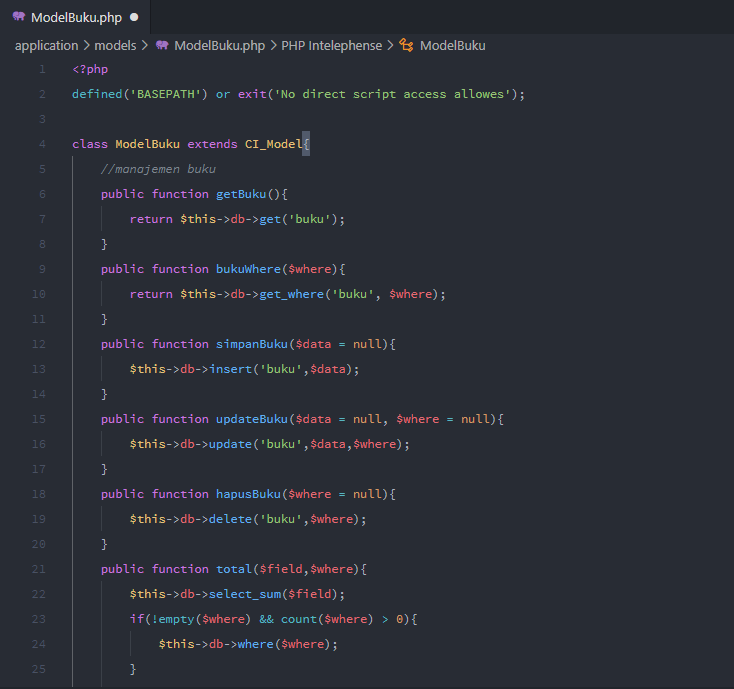 ModelBuku.php
application > models > ModelBuku.php > PHP Intelephense > ModelBuku
1 <?php
2 defined('BASEPATH') or exit('No direct script access allowes');
3
4 class ModelBuku extends CI_Model{
5 //manajemen buku
6 public function getBuku(){
7 return $this->db->get('buku');
8 }
9 public function bukuWhere($where){
10 return $this->db->get_where('buku', $where);
11 }
12 public function simpanBuku($data = null){
13 $this->db->insert('buku',$data);
14 }
15 public function updateBuku($data = null, $where = null){
16 $this->db->update('buku',$data,$where);
17 }
18 public function hapusBuku($where = null){
19 $this->db->delete('buku',$where);
20 }
21 public function total($field,$where){
22 $this->db->select_sum($field);
23 if(!empty($where) && count($where) > 0){
24 $this->db->where($where);
25 }